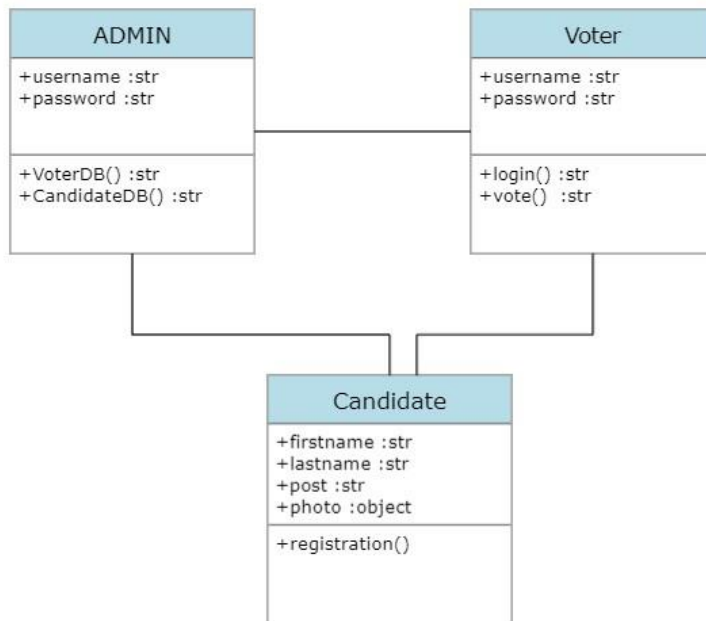 ADMIN
+username :str
+password :str
+VoterDB() :str
+CandidateDB() :str
Voter
+username :str
+password :str
+login() :str
+vote()  :str
Candidate
+firstname :str
+lastname :str
+post :str
+photo :object
+registration()